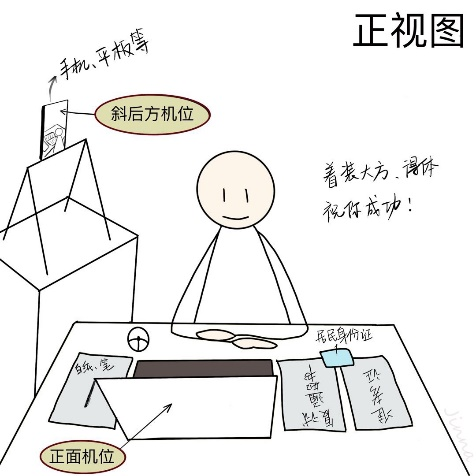 正视图
手机、平板等
斜后方机位
着装大方、得体
祝你成功!
居民身份证
白纸、笔
正面机位